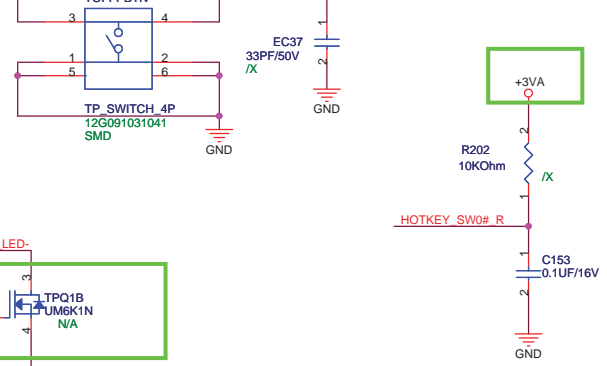 3
4
1
2
5
6
TP_SWITCH_4P
12G091031041
SMD
GND
1
EC37
33PF/50V
/X
2
GND
+3VA
2
R202
10KOhm
/X
1
HOTKEY_SW0#_R
1
C153
0.1UF/16V
2
GND
LED-
3
TPQ1B
UM6K1N
N/A
4